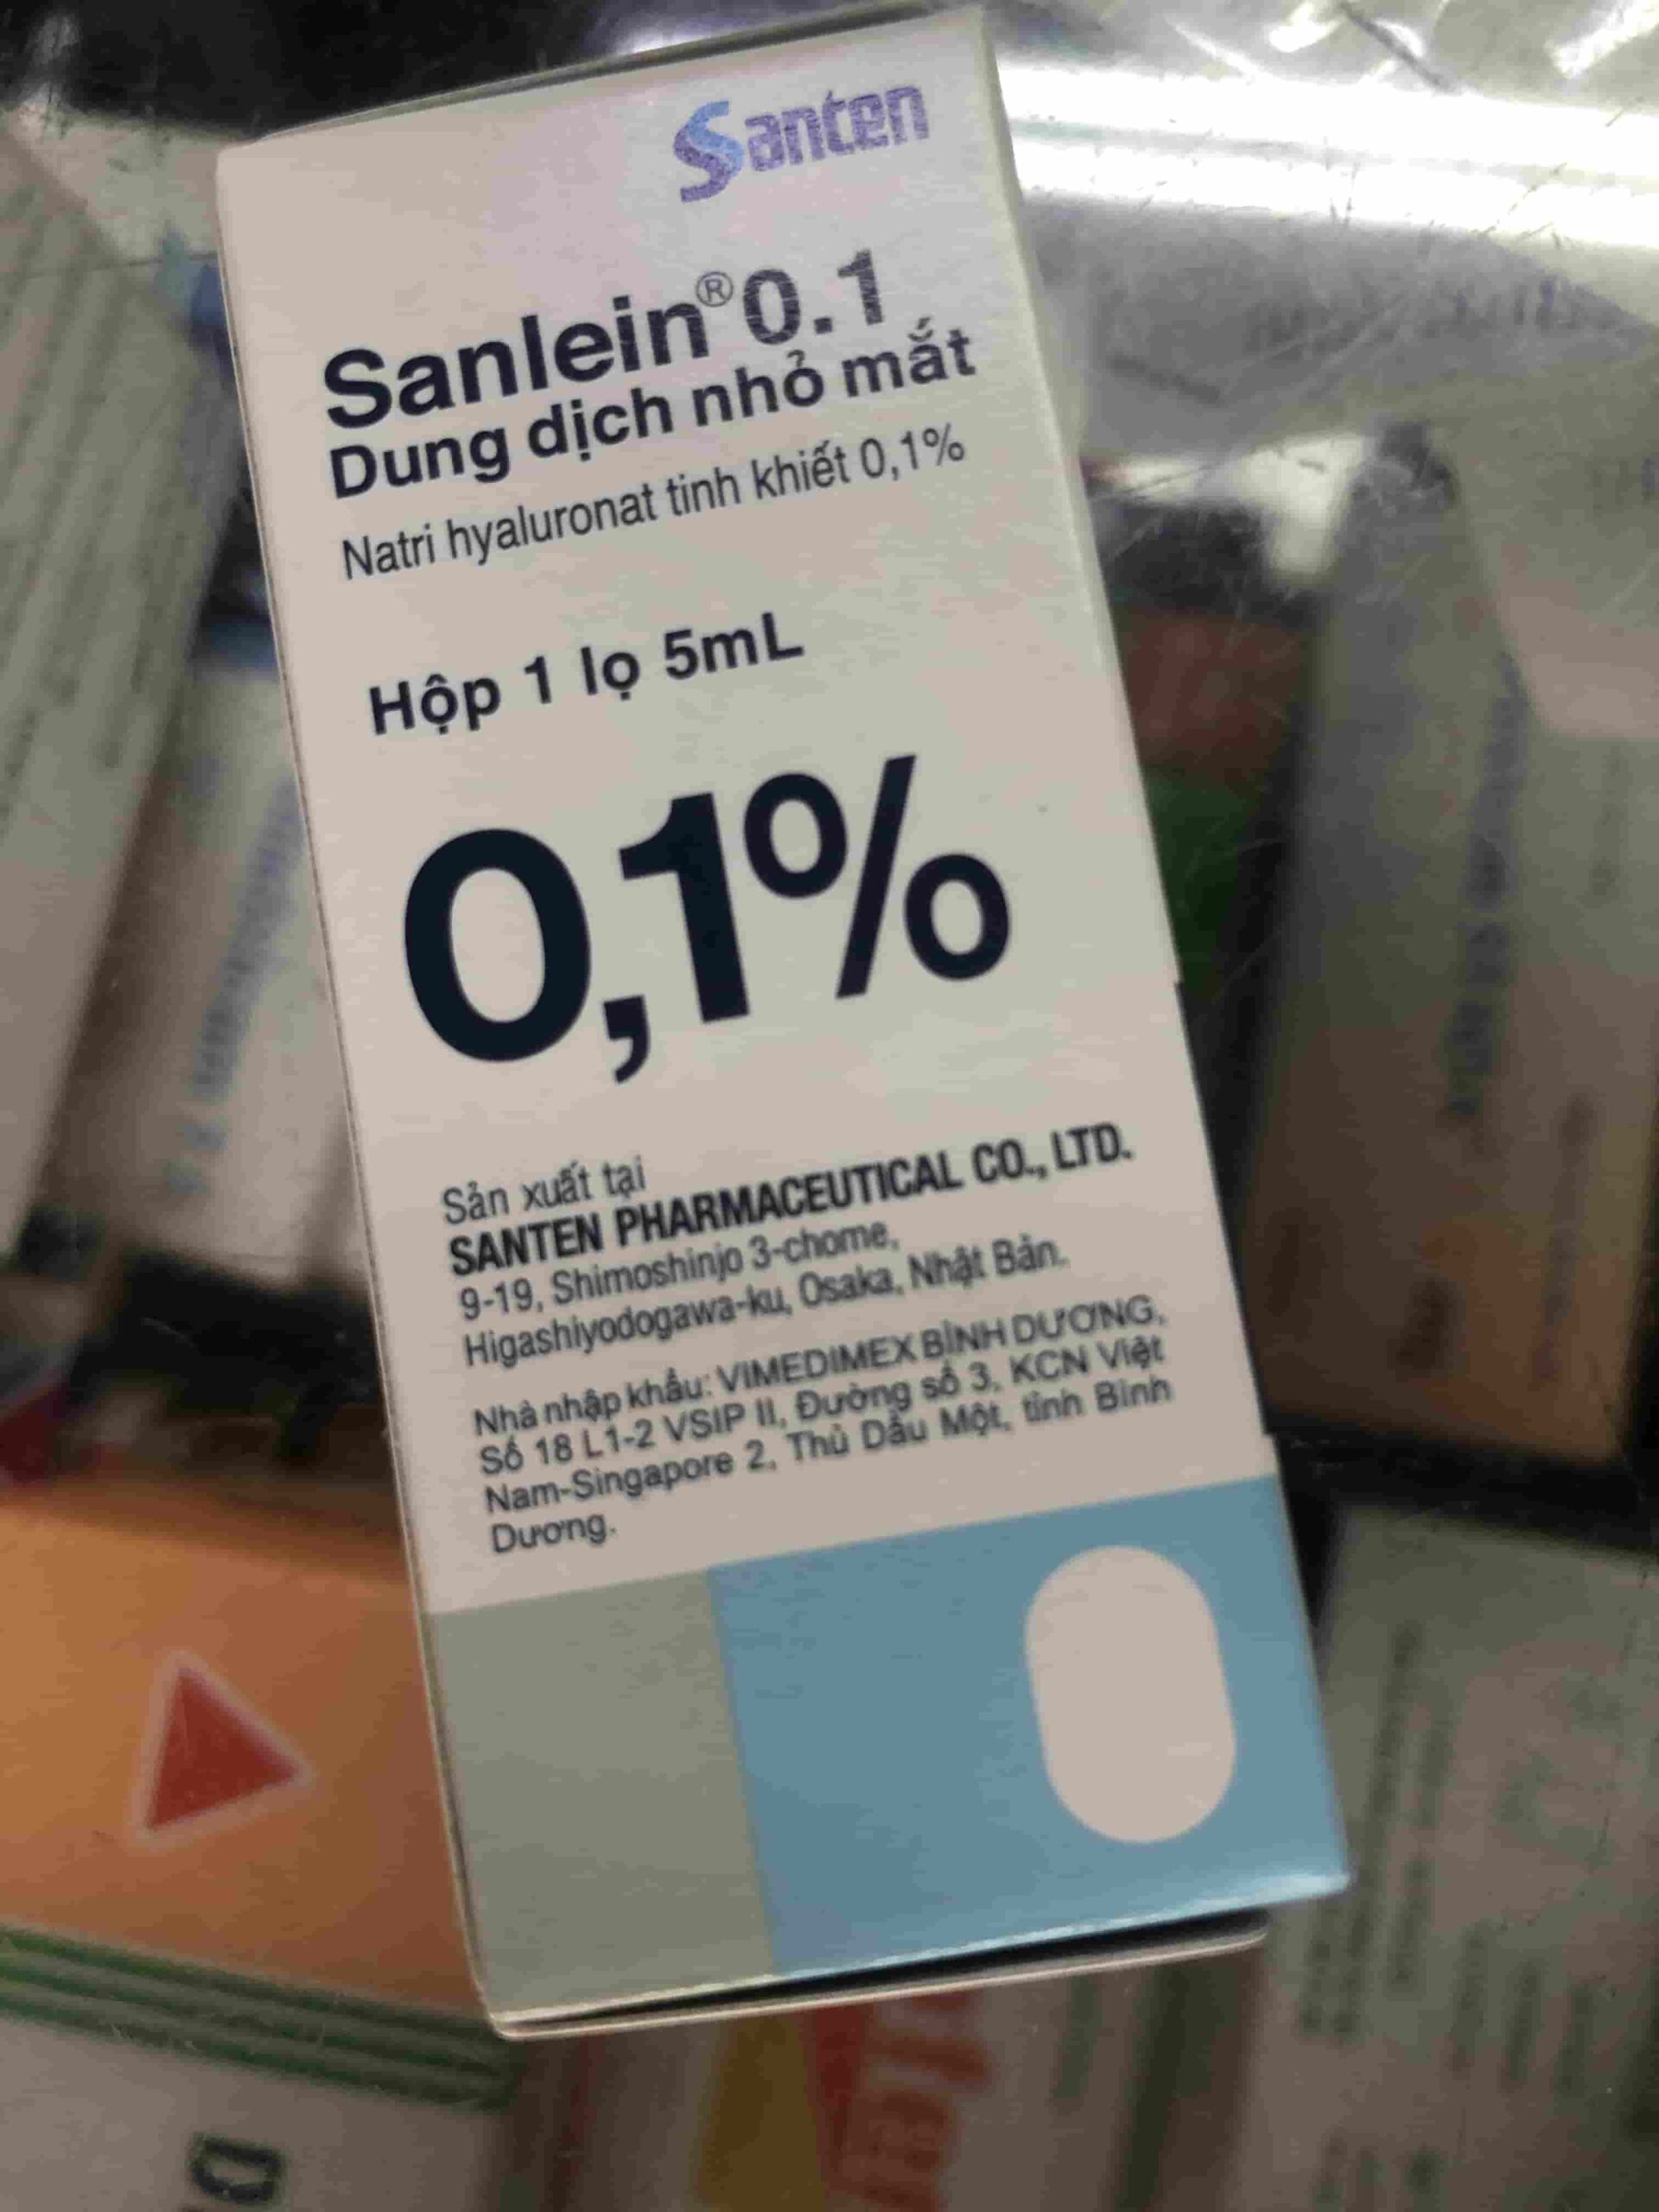 Santen
Sanlein® 0.1
Dung dịch nhỏ mắt
Natri hyaluronat tinh khiết 0,1%
Hộp 1 lọ 5mL
0,1%
Sản xuất tại
SANTEN PHARMACEUTICAL CO., LTD.
9-19, Shimoshinjo 3-chome,
Higashiyodogawa-ku, Osaka, Nhật Bản.
Nhà nhập khẩu: VIMEDIMEX BÌNH DƯƠNG,
Số 18 L1-2 VSIP II, Đường số 3, KCN Việt
Nam-Singapore 2, Thủ Dầu Một, tỉnh Bình
Dương.